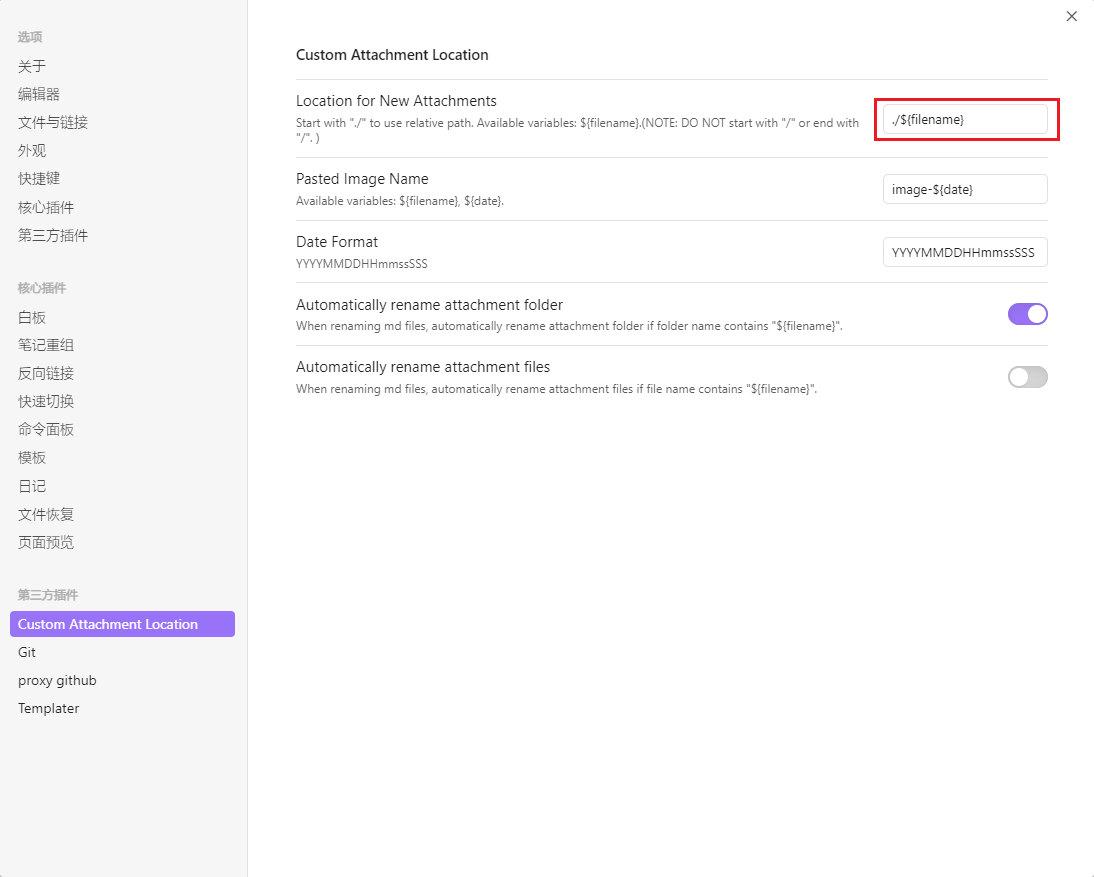 选项
关于
编辑器
文件与链接
外观
快捷键
核心插件
第三方插件
核心插件
白板
笔记重组
反向链接
快速切换
命令面板
模板
日记
文件恢复
页面预览
第三方插件
Custom Attachment Location
Git
proxy github
Templater
Custom Attachment Location
Location for New Attachments
Start with "./" to use relative path. Available variables: ${filename}.(NOTE: DO NOT start with "/" or end with
"/". )
./${filename}
Pasted Image Name
Available variables: ${filename}, ${date}.
image-${date}
Date Format
YYYYMMDDHHmmssSSS
YYYYMMDDHHmmssSSS
Automatically rename attachment folder
When renaming md files, automatically rename attachment folder if folder name contains "${filename}".
Automatically rename attachment files
When renaming md files, automatically rename attachment files if file name contains "${filename}".